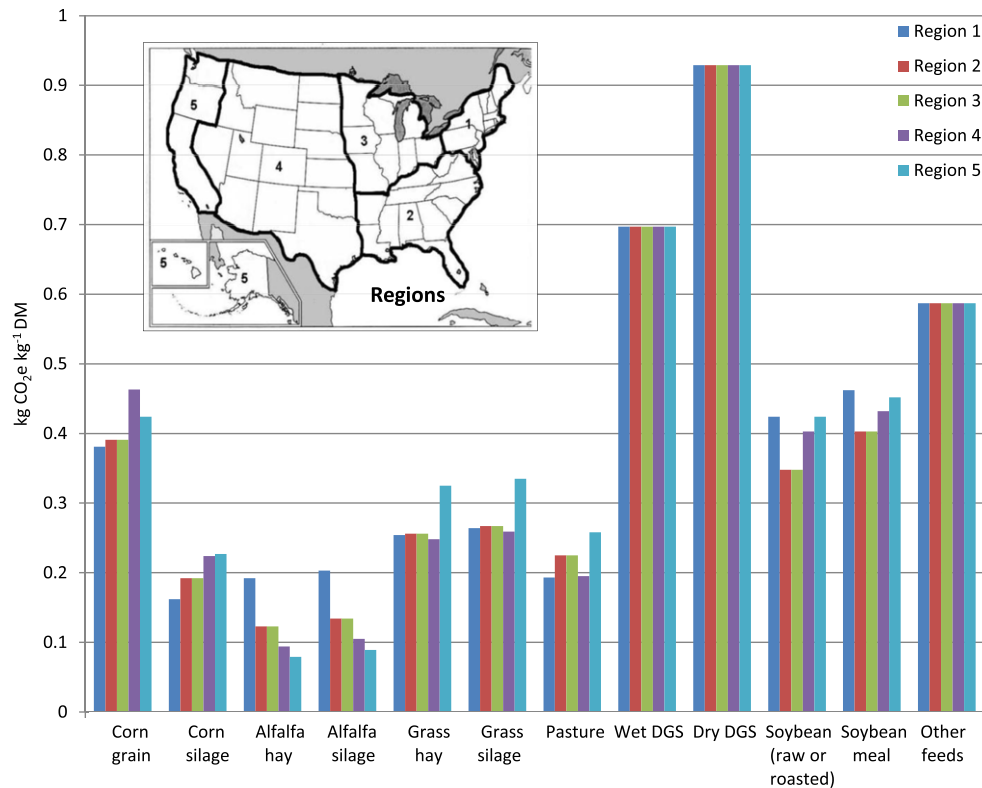 1
0.9
0.8
0.7
0.6
0.5
0.4
0.3
0.2
0.1
0
kg CO₂e kg⁻¹ DM
Region 1
Region 2
Region 3
Region 4
Region 5
5
1
3
4
2
5
5
Regions
Corn
grain
Corn
silage
Alfalfa
hay
Alfalfa
silage
Grass
hay
Grass
silage
Pasture
Wet DGS
Dry DGS
Soybean
(raw or
roasted)
Soybean
meal
Other
feeds